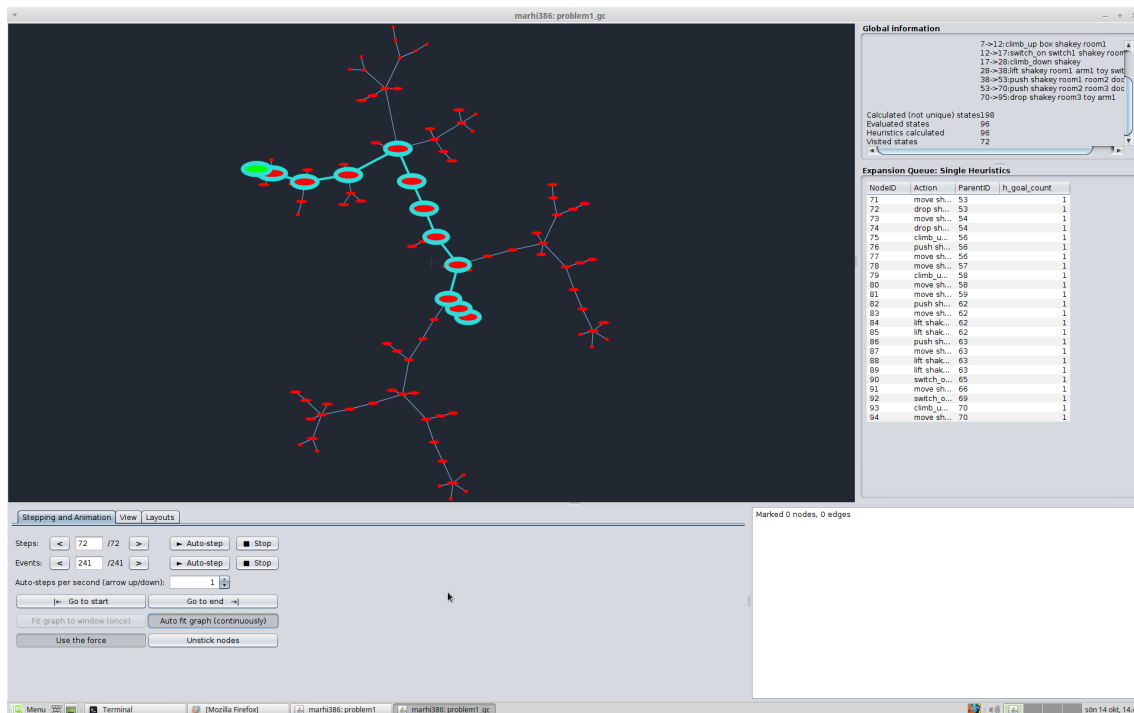 marhi386: problem1_gc
Global information
7->12:climb_up box shakey room1
12->17:switch_on switch1 shakey room
17->28:climb_down shakey
28->38:lift shakey room1 arm1 toy swit
38->53:push shakey room1 room2 doo
53->70:push shakey room2 room3 doo
70->95:drop shakey room3 toy arm1
Calculated (not unique) states198
Evaluated states 96
Heuristics calculated 96
Visited states 72
Expansion Queue: Single Heuristics
NodeID Action ParentID h_goal_count
71 move sh... 53 1
72 drop sh... 53 1
73 move sh... 54 1
74 drop sh... 54 1
75 climb_u... 56 1
76 push sh... 56 1
77 move sh... 56 1
78 move sh... 57 1
79 climb_u... 58 1
80 move sh... 58 1
81 move sh... 59 1
82 push sh... 62 1
83 move sh... 62 1
84 lift shak... 62 1
85 lift shak... 62 1
86 push sh... 63 1
87 move sh... 63 1
88 lift shak... 63 1
89 lift shak... 63 1
90 switch_o... 65 1
91 move sh... 66 1
92 switch_o... 69 1
93 climb_u... 70 1
94 move sh... 70 1
Stepping and Animation View Layouts
Steps: < 72 /72 > Auto-step Stop
Events: < 241 /241 > Auto-step Stop
Auto-steps per second (arrow up/down): 1
Go to start Go to end
Fit graph to window (once) Auto fit graph (continuously)
Use the force Unstick nodes
Marked 0 nodes, 0 edges
Menu Terminal [Mozilla Firefox] marhi386: problem1 marhi386: problem1_gc sön 14 okt, 14.4